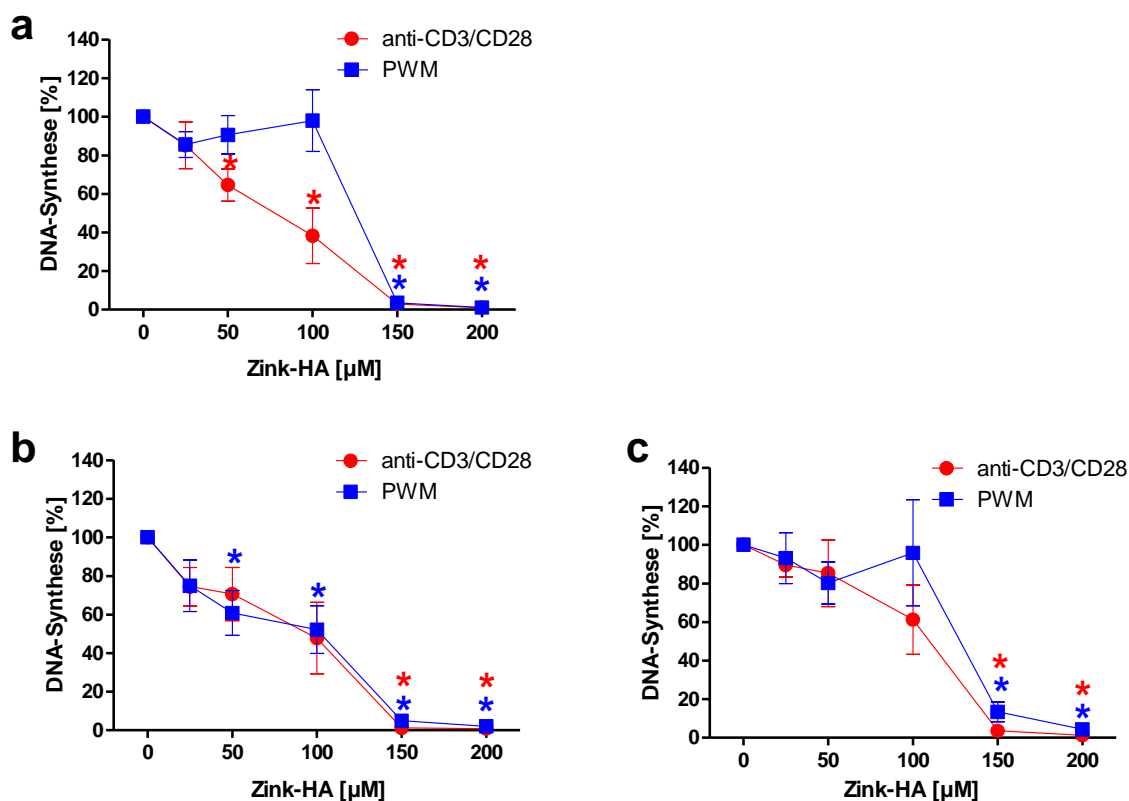 a
anti-CD3/CD28
PWM
DNA-Synthese [%]
140
120
100
80
60
40
20
0
0 50 100 150 200
* * * *
* *
Zink-HA [µM]
b
anti-CD3/CD28
PWM
DNA-Synthese [%]
140
120
100
80
60
40
20
0
0 50 100 150 200
* * * *
* *
Zink-HA [µM]
c
anti-CD3/CD28
PWM
DNA-Synthese [%]
140
120
100
80
60
40
20
0
0 50 100 150 200
* *
* *
Zink-HA [µM]